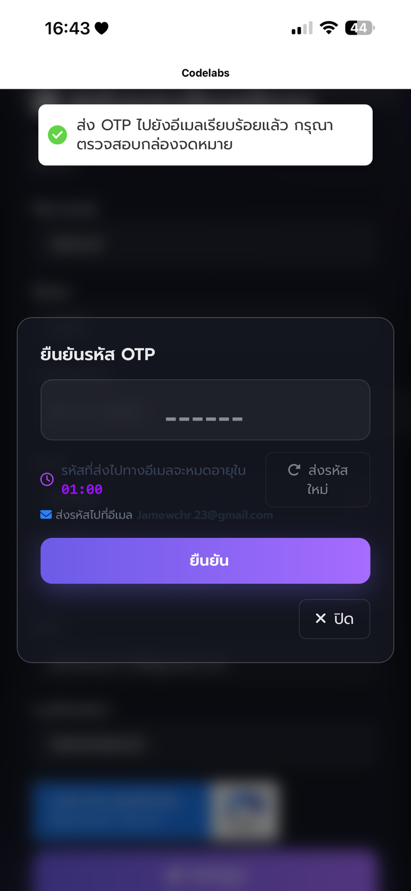 16:43
44
Codelabs
ส่ง OTP ไปยังอีเมลเรียบร้อยแล้ว กรุณา
ตรวจสอบกล่องจดหมาย
ยืนยันรหัส OTP
______
รหัสที่ส่งไปทางอีเมลจะหมดอายุใน
01:00
ส่งรหัส
ใหม่
ส่งรหัสไปที่อีเมล Jamewchr.23@gmail.com
ยืนยัน
ปิด